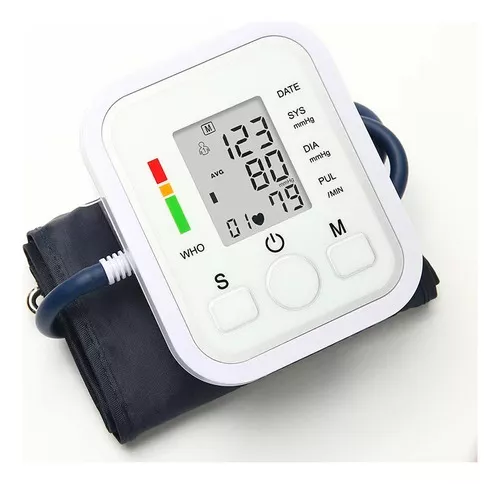 DATE
M
123
SYS
mmHg
AVG
80
DIA
mmHg
01 79
PUL
/MIN
WHO
S
M